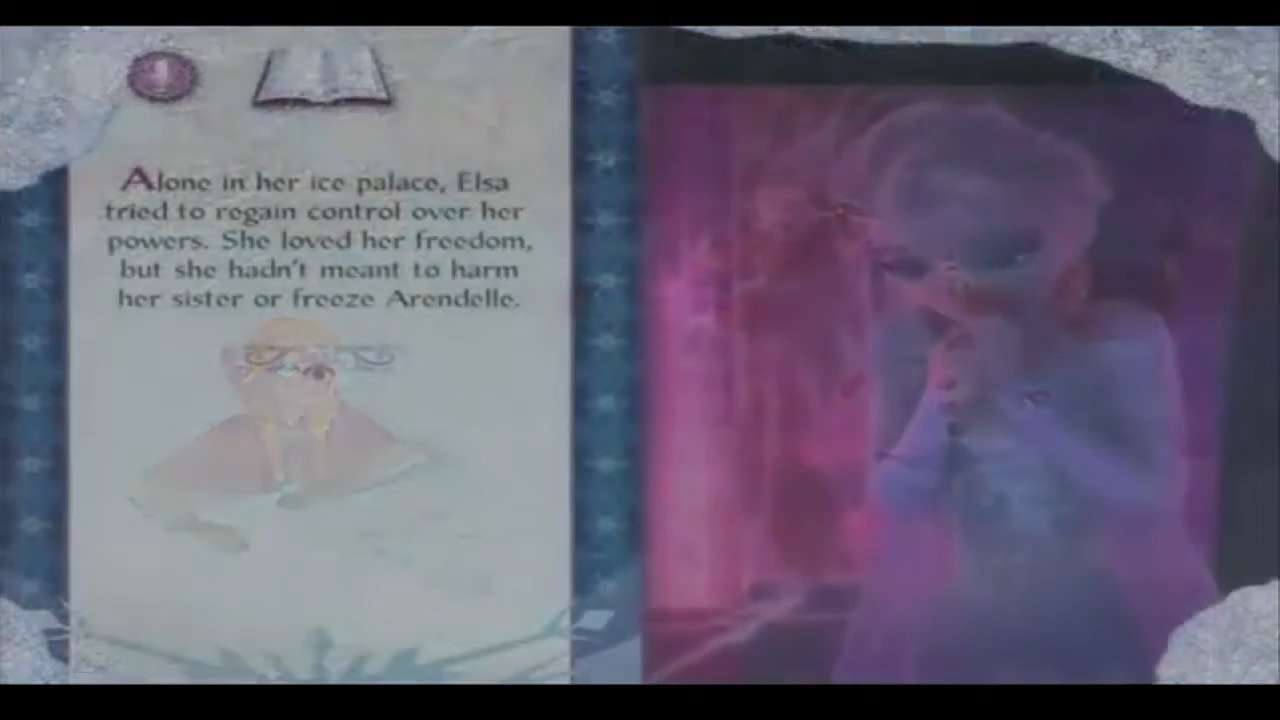 Alone in her ice palace, Elsa
tried to regain control over her
powers. She loved her freedom,
but she hadn't meant to harm
her sister or freeze Arendelle.